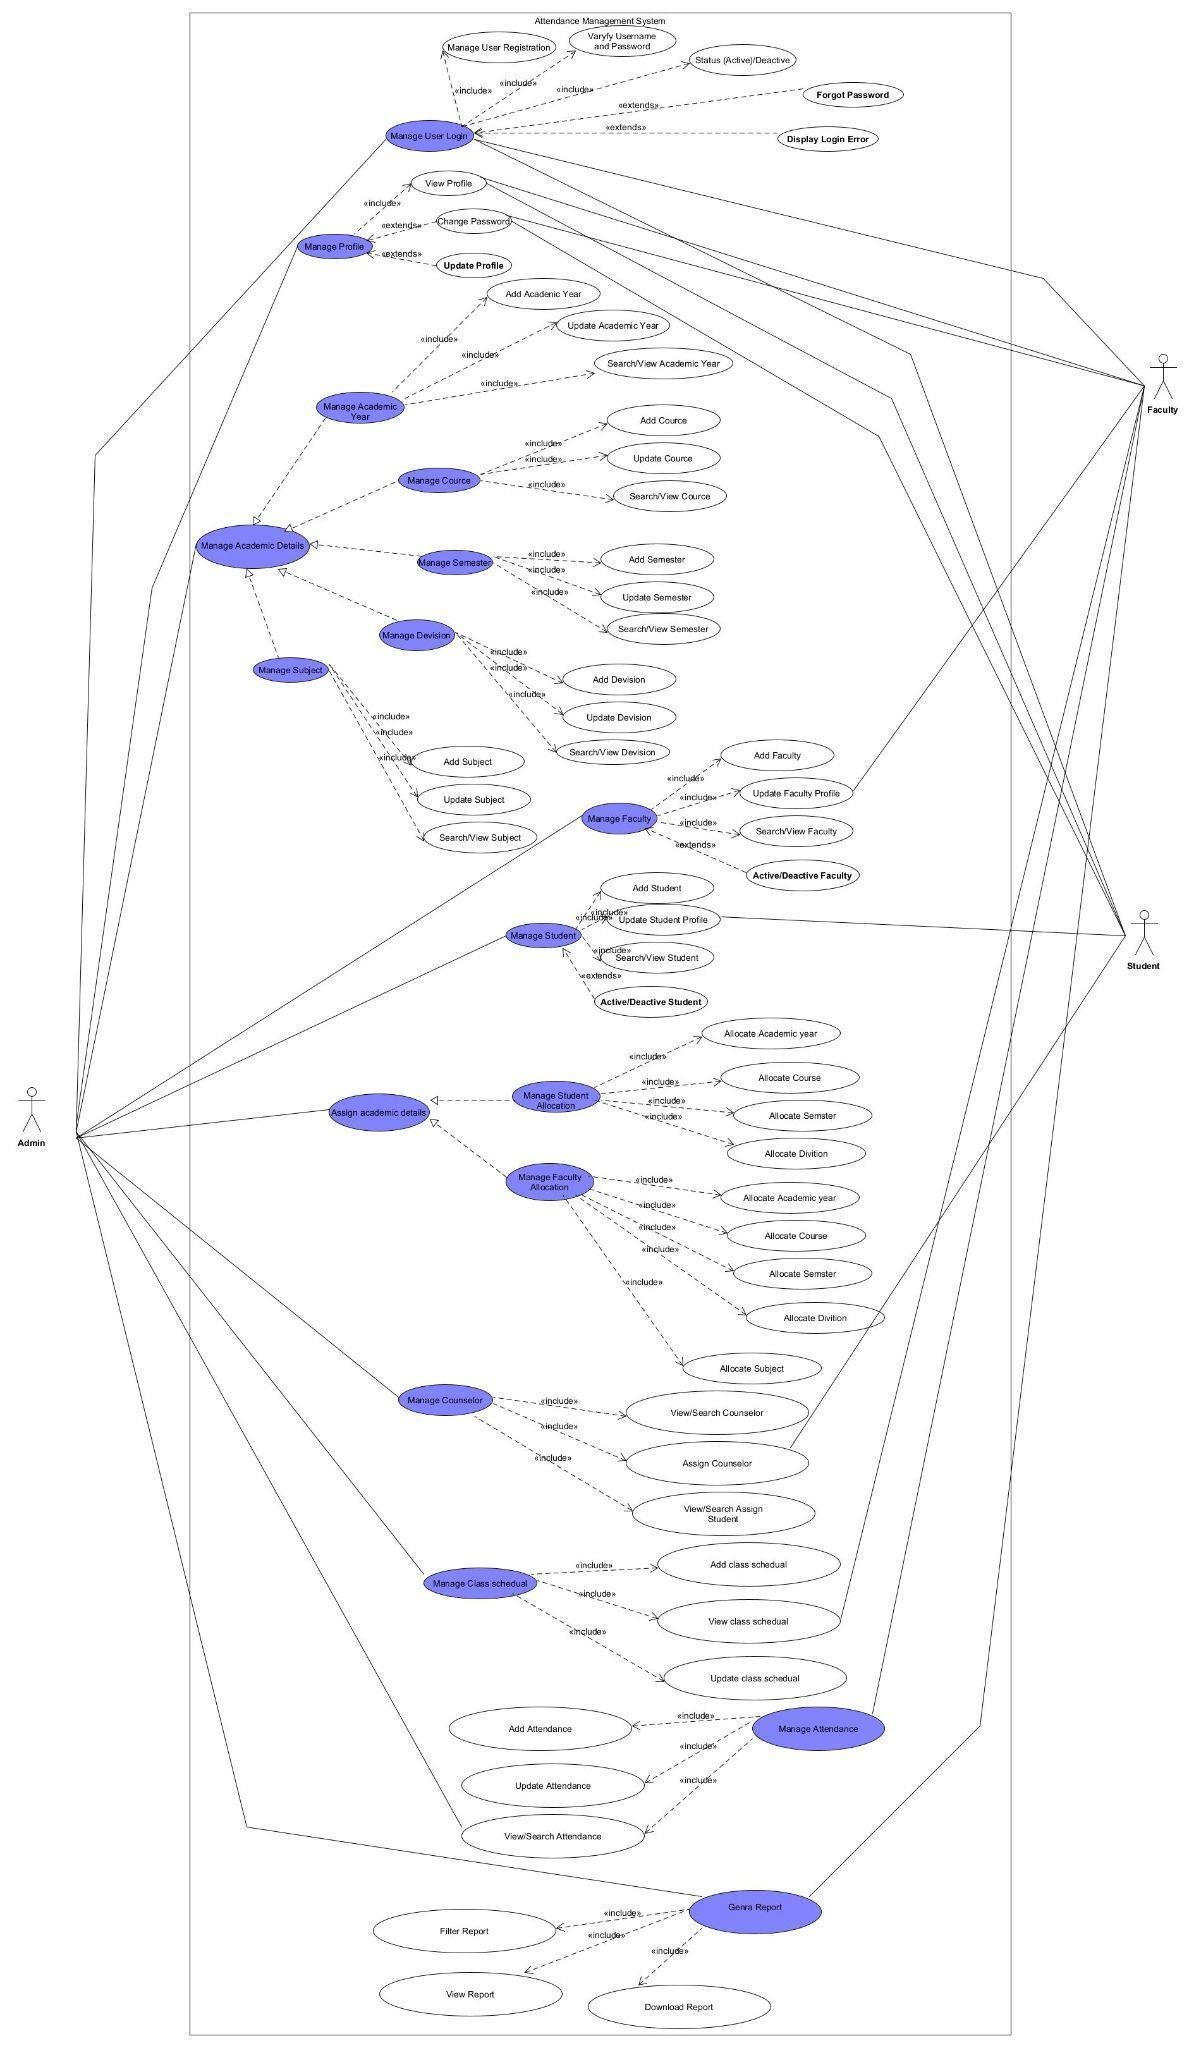 Attendance Management System
Manage User Registration
Varyfy Username
and Password
Status (Active)/Deactive
«include»
«include»
«include»
Forgot Password
«extends»
«extends»
Manage User Login
Display Login Error
View Profile
«include»
Change Password
«extends»
Manage Profile
«extends»
Update Profile
Add Acadenic Year
Update Academic Year
«include»
«include»
Search/View Academic Year
«include»
Manage Academic
Year
Add Cource
«include»
Update Cource
«include»
Manage Cource
«include»
Search/View Cource
Manage Academic Details
«include»
Add Semester
Manage Semester
«include»
«include»
Update Semester
Search/View Semester
Manage Devision
«include»
«include»
Manage Subject
Add Devision
«include»
Update Devision
Search/View Devision
«include»
«include»
«include»
Add Subject
Update Subject
Search/View Subject
Add Faculty
«include»
Update Faculty Profile
«include»
Manage Faculty
«include»
Search/View Faculty
«extends»
Active/Deactive Faculty
Add Student
«include»
«include»
Update Student Profile
Manage Student
«include»
Search/View Student
«extends»
Active/Deactive Student
Faculty
Student
Admin
Allocate Academic year
«include»
Allocate Course
«include»
Manage Student
Allocation
«include»
Allocate Semster
«include»
Assign academic details
Allocate Divition
Manage Faculty
Allocation
«include»
Allocate Academic year
«include»
«include»
Allocate Course
«include»
Allocate Semster
«include»
Allocate Divition
Allocate Subject
Manage Counselor
«include»
View/Search Counselor
«include»
«include»
Assign Counselor
View/Search Assign
Student
«include»
Add class schedual
Manage Class schedual
«include»
View class schedual
«include»
Update class schedual
Add Attendance
«include»
Manage Attendance
«include»
Update Attendance
«include»
View/Search Attendance
Genra Report
«include»
Filter Report
«include»
«include»
View Report
Download Report